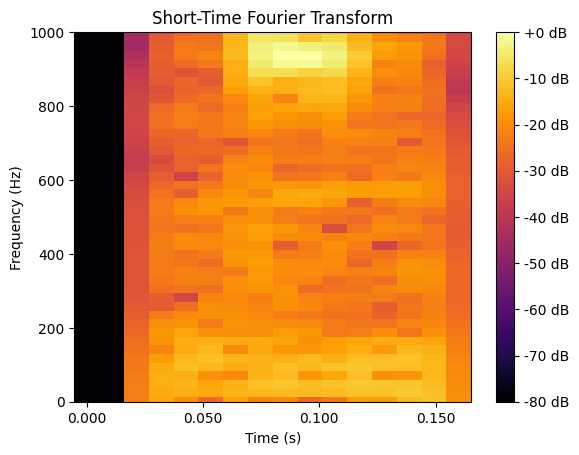 Short-Time Fourier Transform
Frequency (Hz)
1000
800
600
400
200
0
0.000
0.050
0.100
0.150
Time (s)
+0 dB
-10 dB
-20 dB
-30 dB
-40 dB
-50 dB
-60 dB
-70 dB
-80 dB